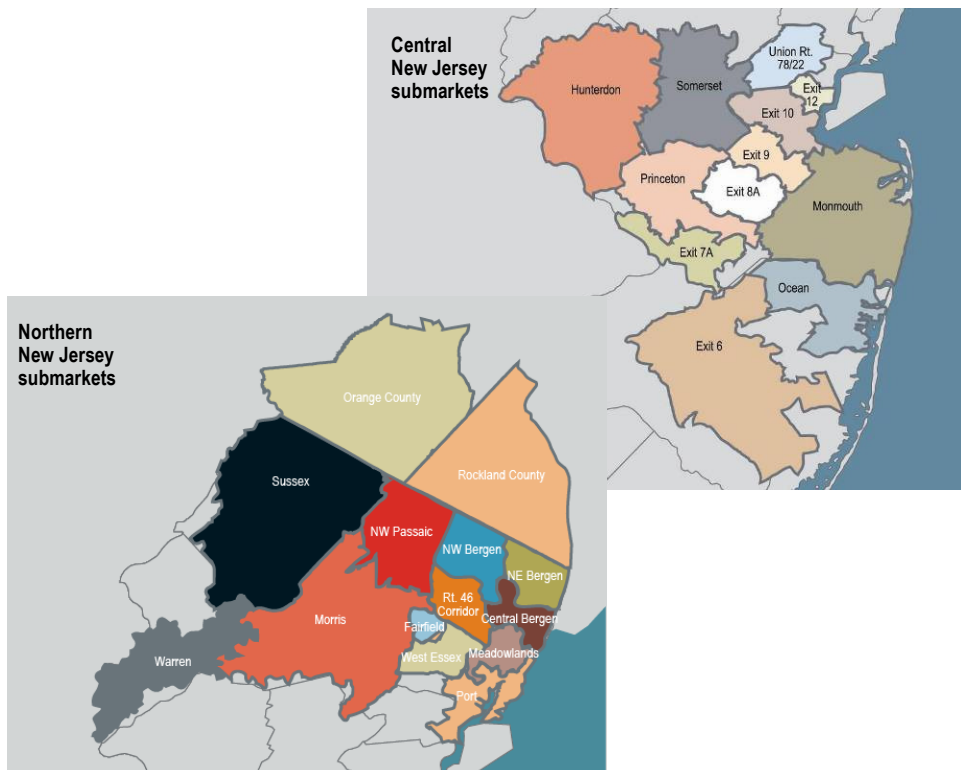 Central
New Jersey
submarkets
Union Rt.
78/22
Hunterdon
Somerset
Exit
12
Exit 10
Exit 9
Princeton
Exit 8A
Monmouth
Exit 7A
Ocean
Exit 6
Northern
New Jersey
submarkets
Orange County
Rockland County
Sussex
NW Passaic
NW Bergen
NE Bergen
Rt. 46
Corridor
Central Bergen
Morris
Fairfield
West Essex
Meadowlands
Warren
Port